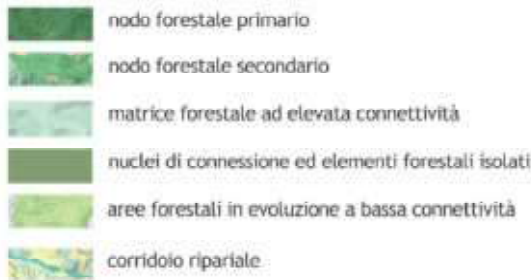 nodo forestale primario
nodo forestale secondario
matrice forestale ad elevata connettività
nuclei di connessione ed elementi forestali isolati
aree forestali in evoluzione a bassa connettività
corridoio ripariale